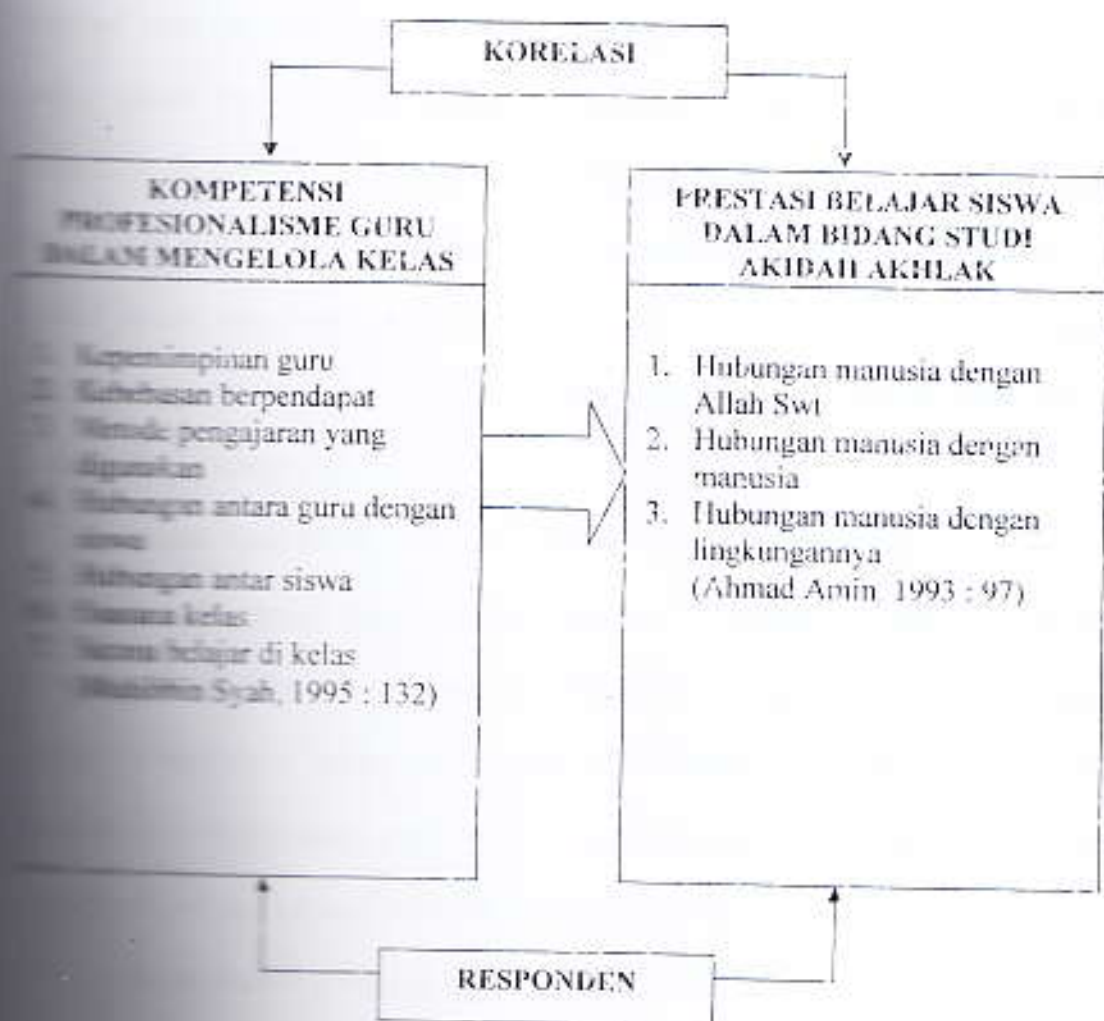 KORELASI
KOMPETENSI
PROFESIONALISME GURU
DALAM MENGELOLA KELAS
Kepemimpinan guru
Kebebasan berpendapat
Metode pengajaran yang
digunakan
Hubungan antara guru dengan
siswa
Hubungan antar siswa
kelas
belajar di kelas
Syah, 1995 : 132)
PRESTASI BELAJAR SISWA
DALAM BIDANG STUDI
AKIDAH AKHLAK
1. Hubungan manusia dengan
Allah Swt
2. Hubungan manusia dengan
manusia
3. Hubungan manusia dengan
lingkungannya
(Ahmad Amin 1993 : 97)
RESPONDEN